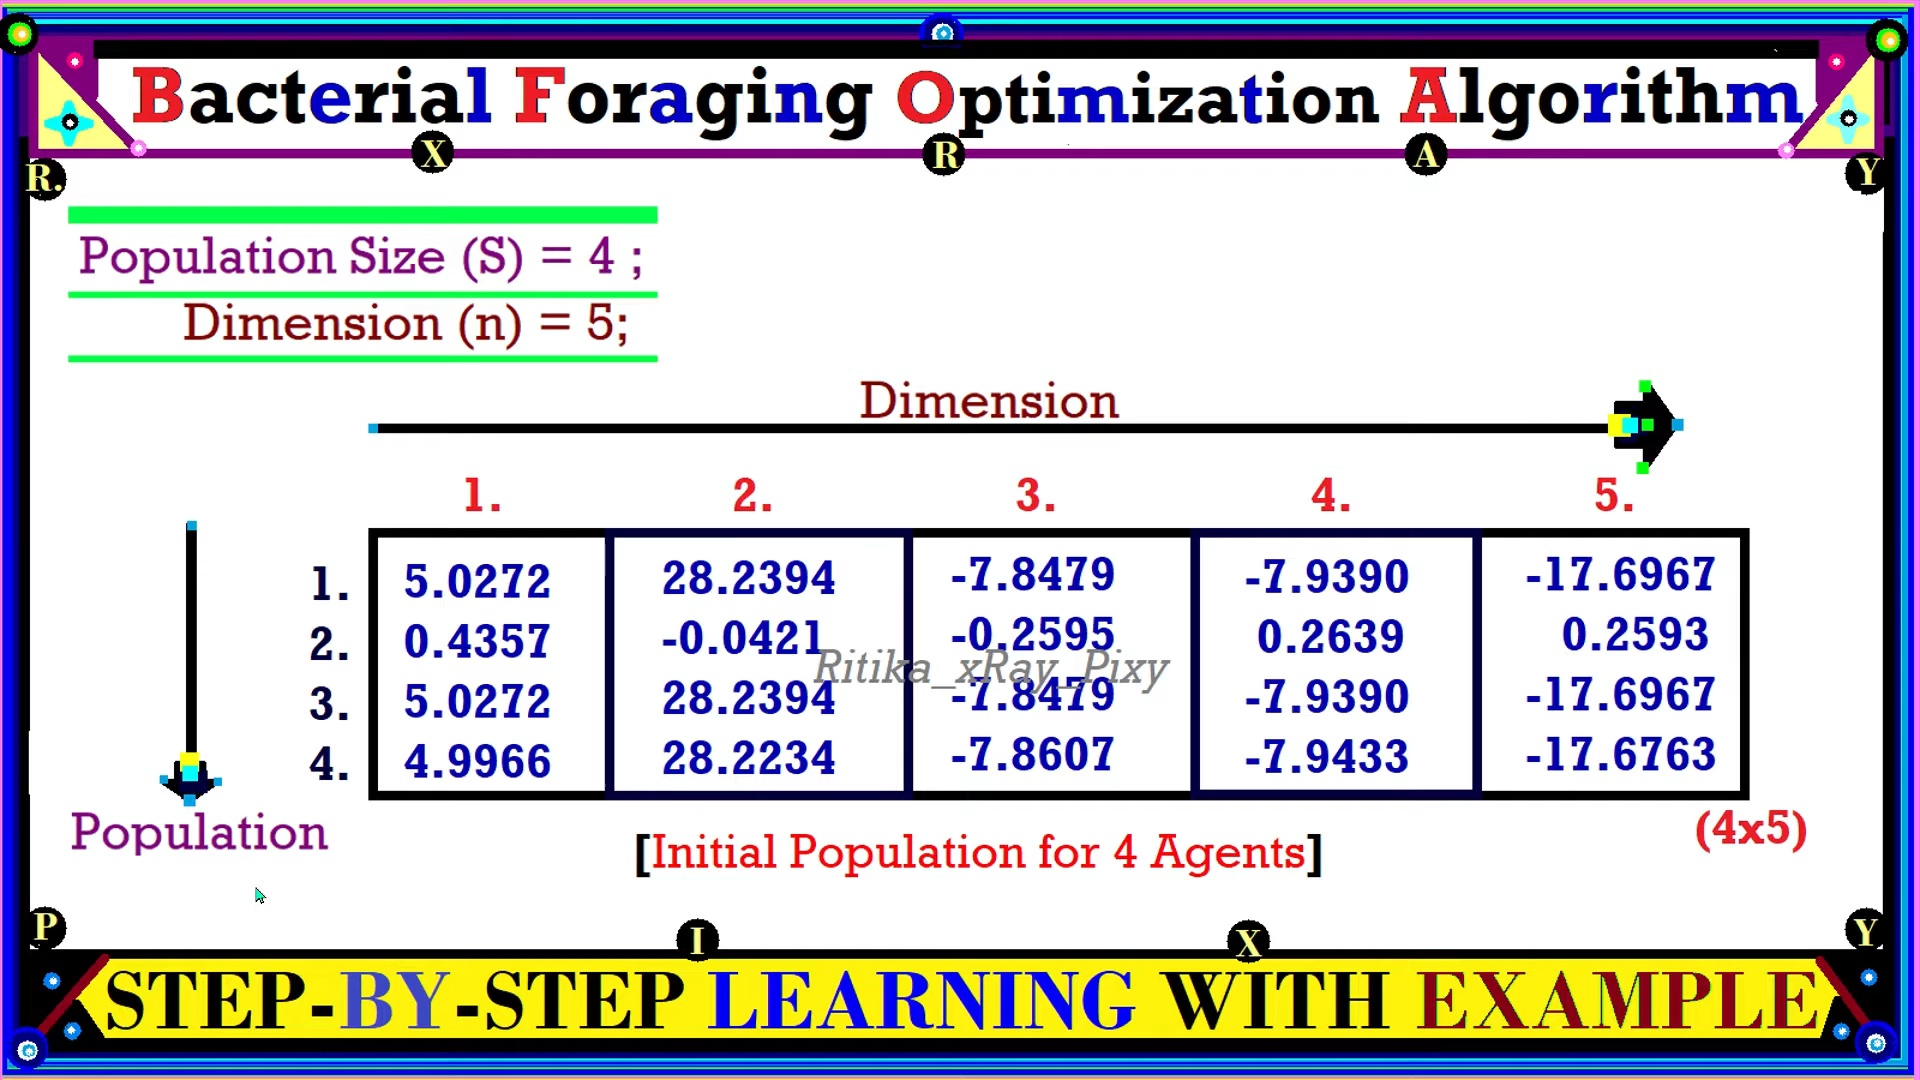 Bacterial Foraging Optimization Algorithm
X R A
R. Y
Population Size (S) = 4 ;
Dimension (n) = 5;
Dimension
1. 2. 3. 4. 5.
1. 5.0272 28.2394 -7.8479 -7.9390 -17.6967
2. 0.4357 -0.0421 -0.2595 0.2639 0.2593
Ritika_xRay_Pixy
3. 5.0272 28.2394 -7.8479 -7.9390 -17.6967
4. 4.9966 28.2234 -7.8607 -7.9433 -17.6763
Population
(4x5)
[Initial Population for 4 Agents]
P I X Y
STEP-BY-STEP LEARNING WITH EXAMPLE